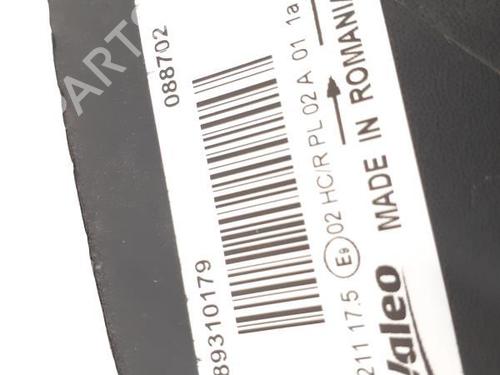 088702
89310179
211 17.5 E9 02 HC/R PL 02 A 01 1a
Valeo MADE IN ROMANIA
PARTS